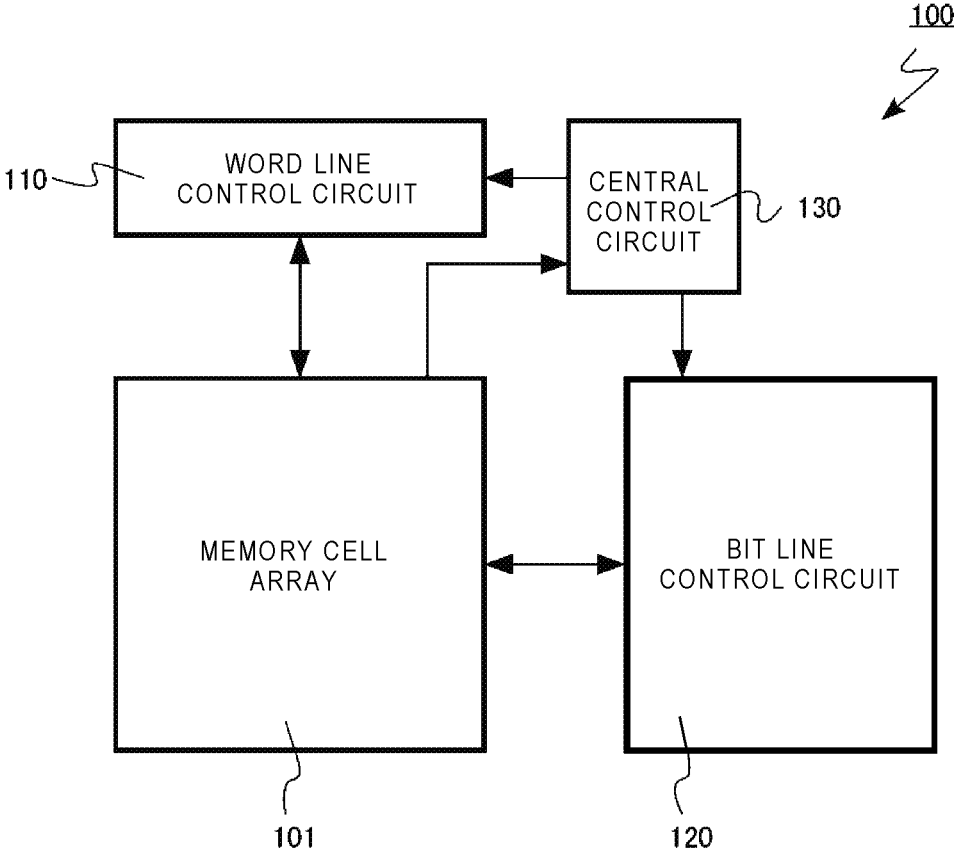 100
WORD LINE
CONTROL CIRCUIT
110
CENTRAL
CONTROL
CIRCUIT
130
MEMORY CELL
ARRAY
BIT LINE
CONTROL CIRCUIT
101
120